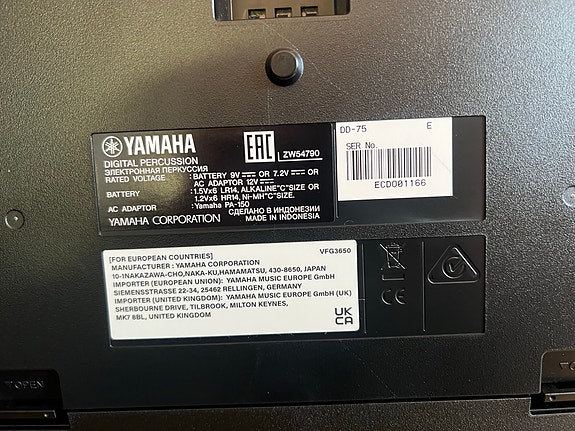 YAMAHA
EAC
ZW54790
DIGITAL PERCUSSION
ЭЛЕКТРОННАЯ ПЕРКУССИЯ
RATED VOLTAGE : BATTERY 9V OR 7.2V OR
AC ADAPTOR 12V
BATTERY : 1.5Vx6 LR14, ALKALINE"C"SIZE OR
1.2Vx6 HR14, Ni-MH"C"SIZE.
AC ADAPTOR : Yamaha PA-150
YAMAHA CORPORATION
СДЕЛАНО В ИНДОНЕЗИИ
MADE IN INDONESIA
DD-75 E
SER No.
ECDO01166
[FOR EUROPEAN COUNTRIES] VFG3650
MANUFACTURER : YAMAHA CORPORATION
10-1NAKAZAWA-CHO,NAKA-KU,HAMAMATSU, 430-8650, JAPAN
IMPORTER (EUROPEAN UNION): YAMAHA MUSIC EUROPE GmbH
SIEMENSSTRASSE 22-34, 25462 RELLINGEN, GERMANY
IMPORTER (UNITED KINGDOM): YAMAHA MUSIC EUROPE GmbH (UK)
SHERBOURNE DRIVE, TILBROOK, MILTON KEYNES,
MK7 8BL, UNITED KINGDOM
UK
CA
CE
OPEN
OPEN